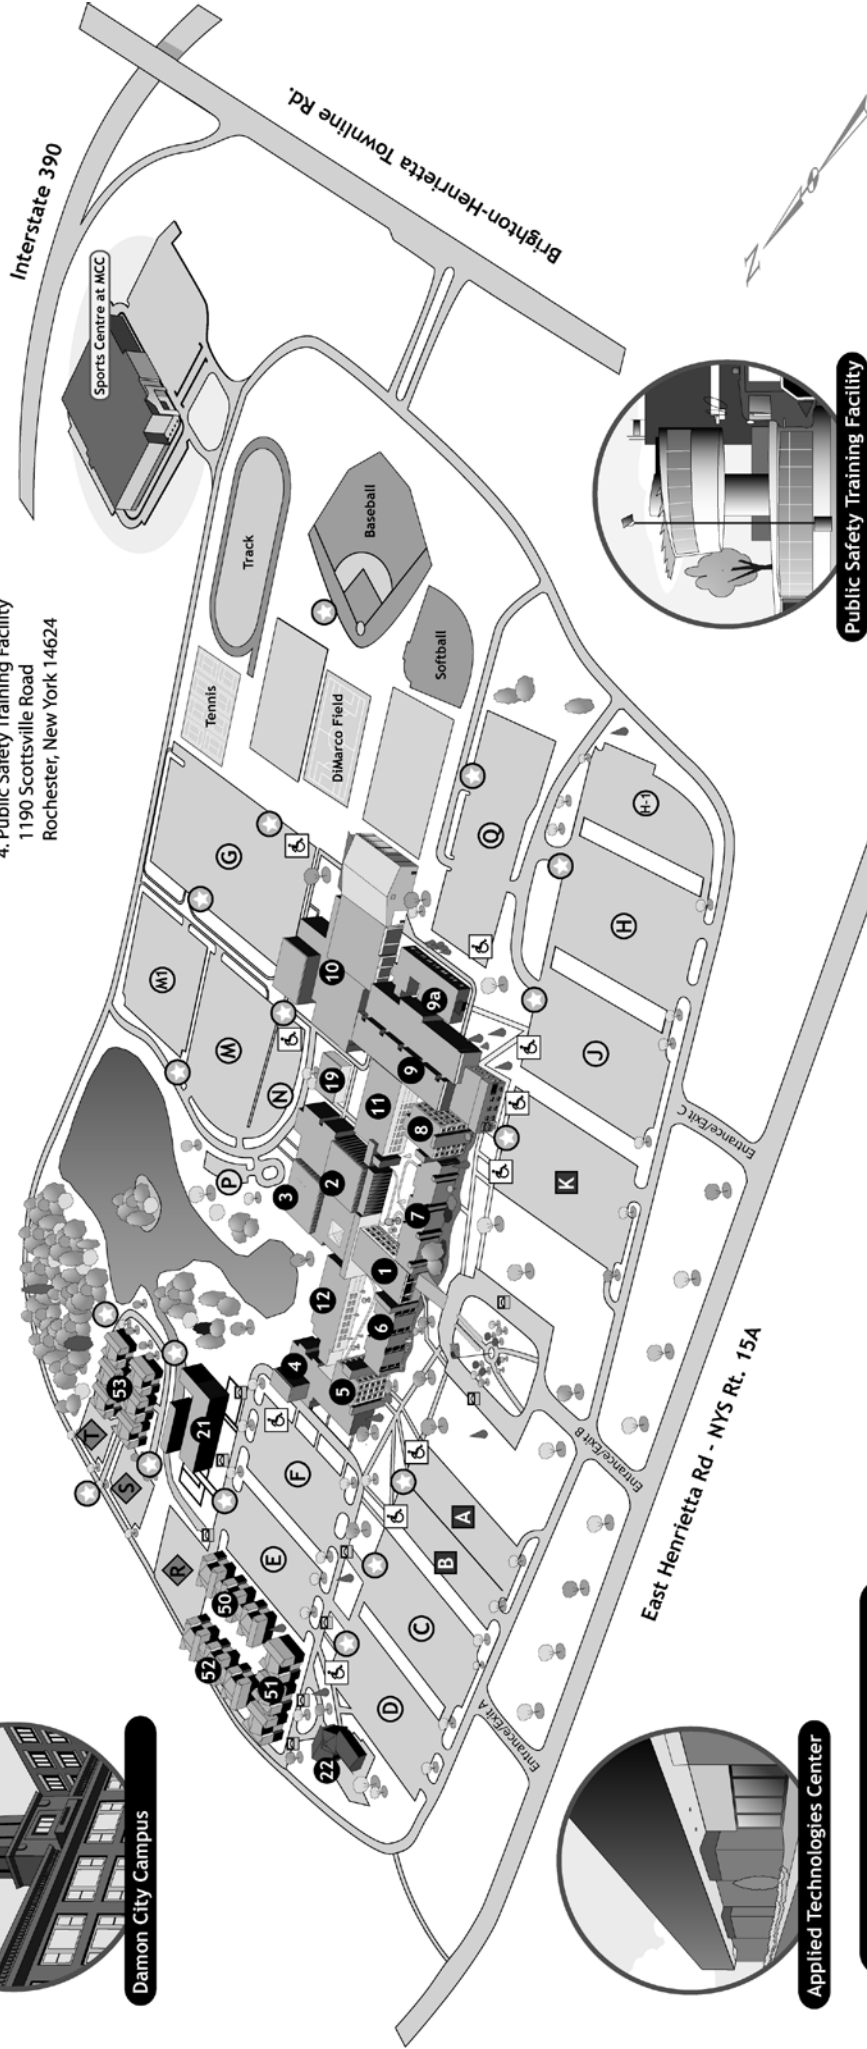 4. Public Safety Training Facility
1190 Scottsville Road
Rochester, New York 14624
Interstate 390
Sports Centre at MCC
Brighton-Henrietta Townline Rd.
N
Track
Baseball
Softball
Tennis
DiMarco Field
Public Safety Training Facility
G
Q
H-1
H
M1
M
N
J
K
P
10
9a
9
19
11
8
3
2
7
1
12
6
4
5
53
21
T
S
R
F
E
A
B
C
D
50
52
51
22
Entrance/Exit C
Entrance/Exit B
Entrance/Exit A
East Henrietta Rd - NYS Rt. 15A
Damon City Campus
Applied Technologies Center